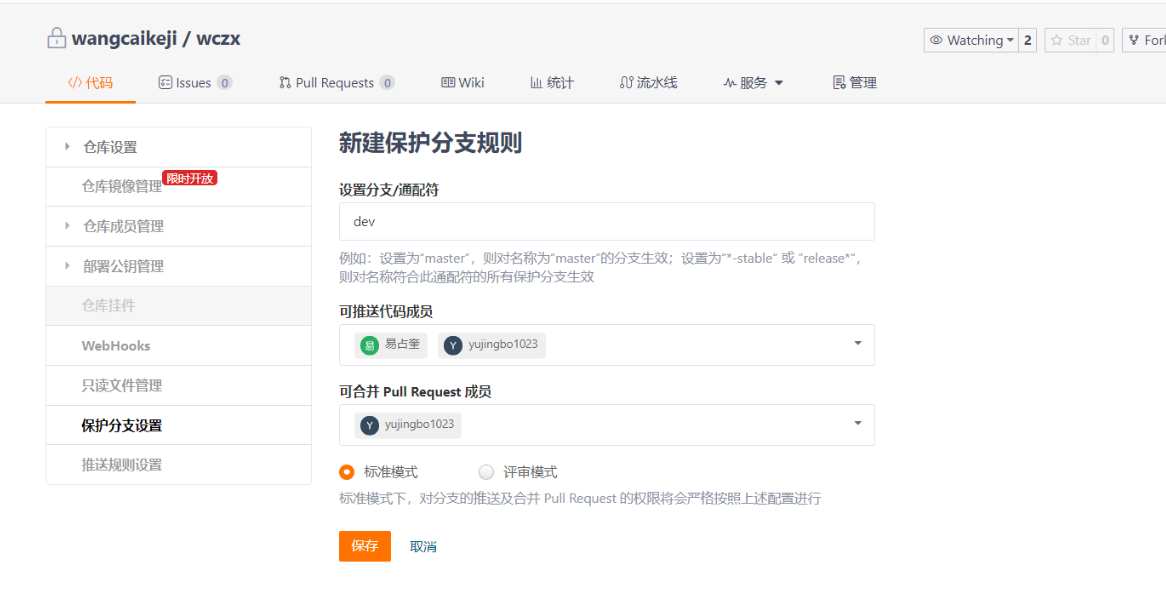 wangcaikeji / wczx
Watching 2 Star 0 Fork
代码 Issues 0 Pull Requests 0 Wiki 统计 流水线 服务 管理
仓库设置
仓库镜像管理 限时开放
仓库成员管理
部署公钥管理
仓库挂件
WebHooks
只读文件管理
保护分支设置
推送规则设置
新建保护分支规则
设置分支/通配符
dev
例如：设置为“master”，则对名称为“master”的分支生效；设置为“*-stable“ 或 ”release*“，
则对名称符合此通配符的所有保护分支生效
可推送代码成员
易 易占奎 Y yujingbo1023
可合并 Pull Request 成员
Y yujingbo1023
标准模式 评审模式
标准模式下，对分支的推送及合并 Pull Request 的权限将会严格按照上述配置进行
保存 取消